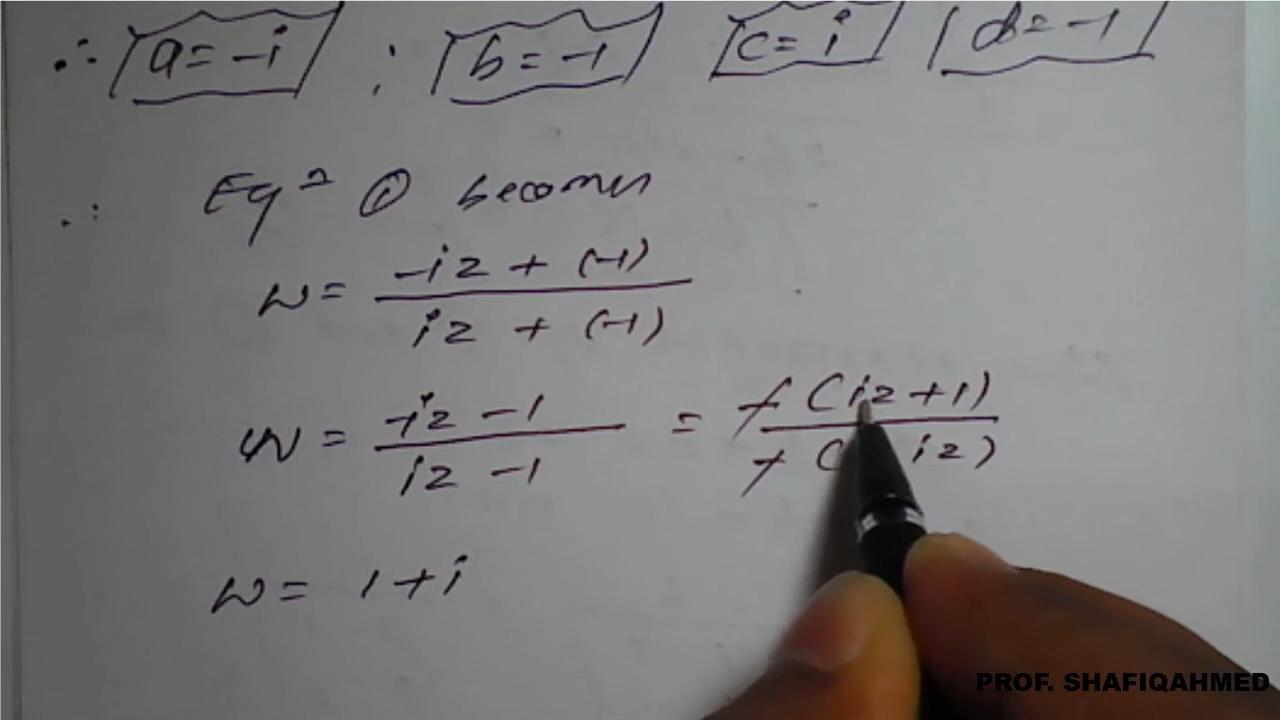 ∴ a = -i ; b = -1 c = i d = -1
∴ Eqn ① becomes
w = -iz + (-1) / iz + (-1)
w = -iz - 1 / iz - 1 = -(iz + 1) / -( iz)
w = 1 + i
PROF. SHAFIQAHMED